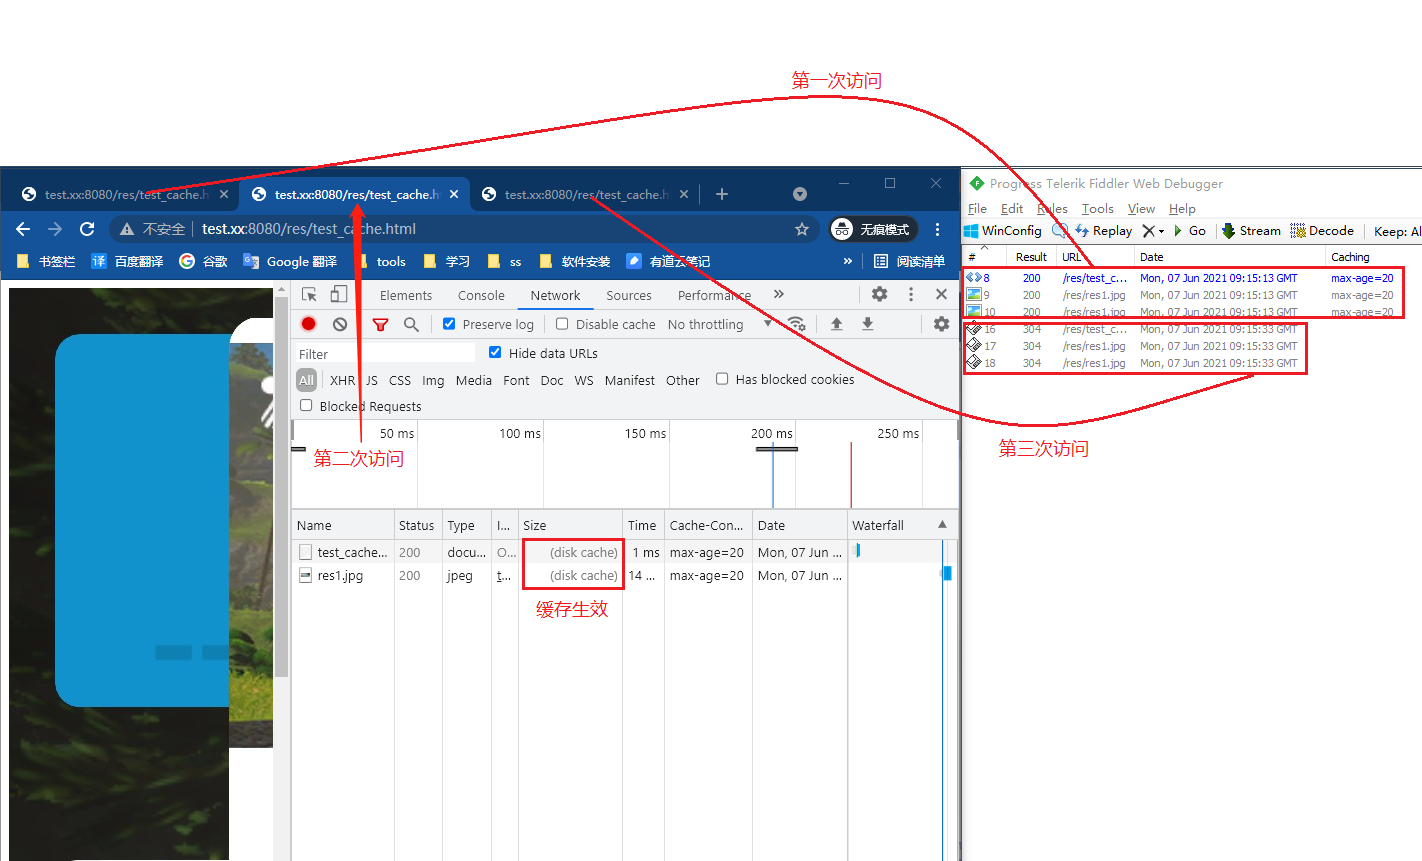 第一次访问
test.xx:8080/res/test_cache.h
test.xx:8080/res/test_cache.h
test.xx:8080/res/test_cache.h
不安全
test.xx:8080/res/test_cache.html
无痕模式
书签栏
译 百度翻译
谷歌
Google 翻译
tools
学习
ss
软件安装
有道云笔记
»
阅读清单
Elements Console Network Sources Performance »
Preserve log Disable cache No throttling
Filter
Hide data URLs
All XHR JS CSS Img Media Font Doc WS Manifest Other Has blocked cookies
Blocked Requests
50 ms 100 ms 150 ms 200 ms 250 ms
第二次访问
Name Status Type I... Size Time Cache-Con... Date Waterfall
test_cache... 200 docu... O... (disk cache) 1 ms max-age=20 Mon, 07 Jun ...
res1.jpg 200 jpeg t... (disk cache) 14 ... max-age=20 Mon, 07 Jun ...
缓存生效
Progress Telerik Fiddler Web Debugger
File Edit Rules Tools View Help
WinConfig Replay Go Stream Decode Keep: Al
# Result URL Date Caching
8 200 /res/test_c... Mon, 07 Jun 2021 09:15:13 GMT max-age=20
9 200 /res/res1.jpg Mon, 07 Jun 2021 09:15:13 GMT max-age=20
10 200 /res/res1.jpg Mon, 07 Jun 2021 09:15:13 GMT max-age=20
16 304 /res/test_c... Mon, 07 Jun 2021 09:15:33 GMT
17 304 /res/res1.jpg Mon, 07 Jun 2021 09:15:33 GMT
18 304 /res/res1.jpg Mon, 07 Jun 2021 09:15:33 GMT
第三次访问